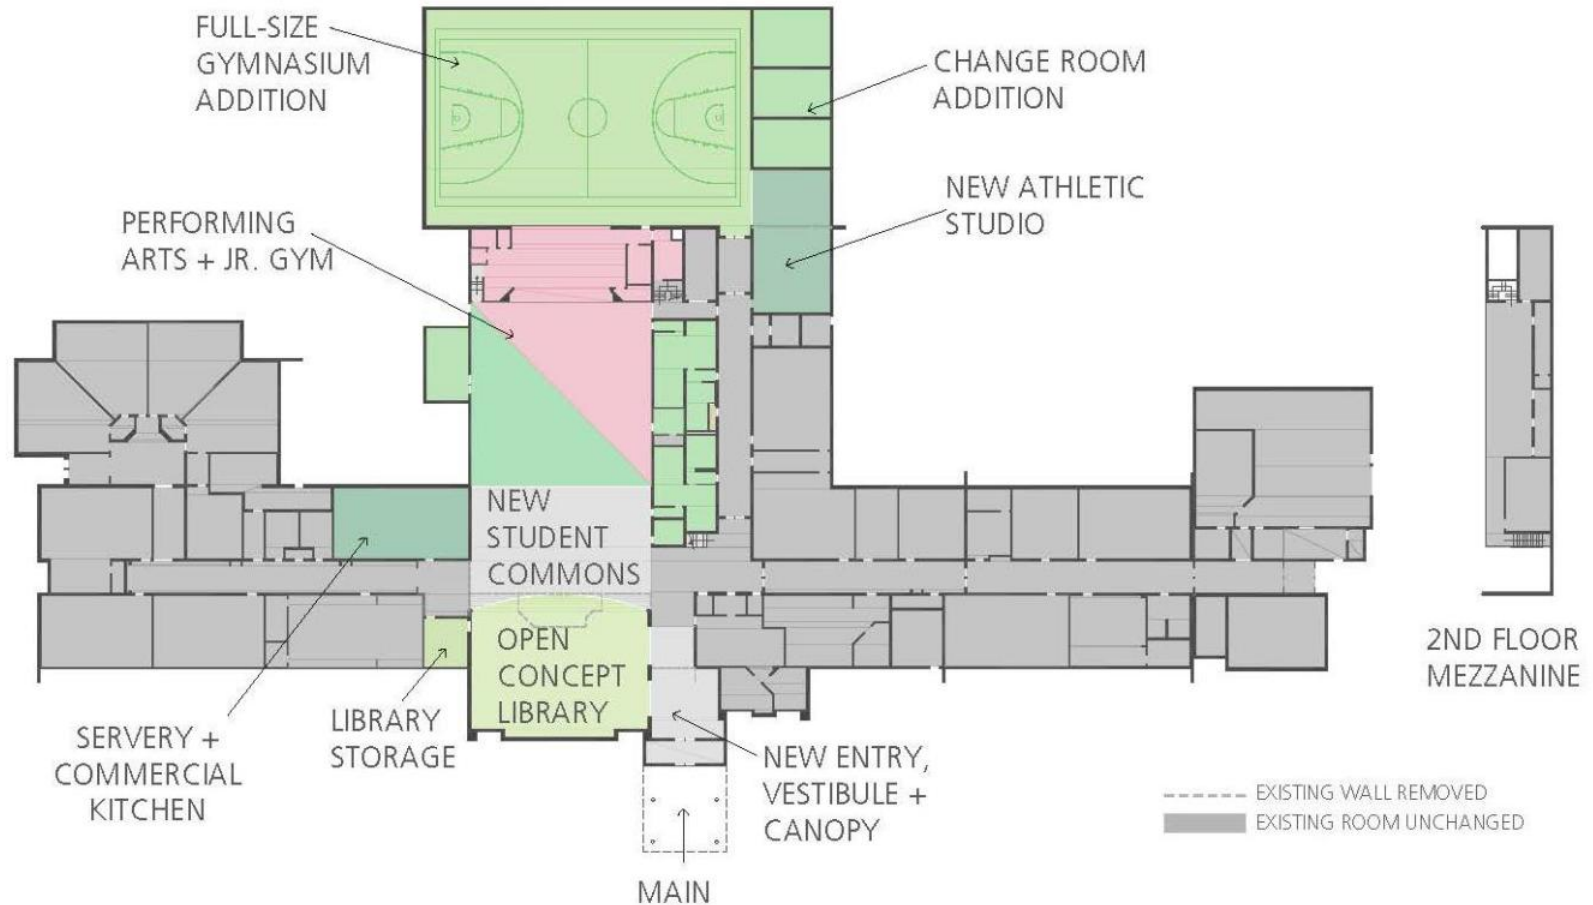 FULL-SIZE
GYMNASIUM
ADDITION
CHANGE ROOM
ADDITION
NEW ATHLETIC
STUDIO
PERFORMING
ARTS + JR. GYM
NEW
STUDENT
COMMONS
OPEN
CONCEPT
LIBRARY
2ND FLOOR
MEZZANINE
SERVERY +
COMMERCIAL
KITCHEN
LIBRARY
STORAGE
NEW ENTRY,
VESTIBULE +
CANOPY
MAIN
EXISTING WALL REMOVED
EXISTING ROOM UNCHANGED